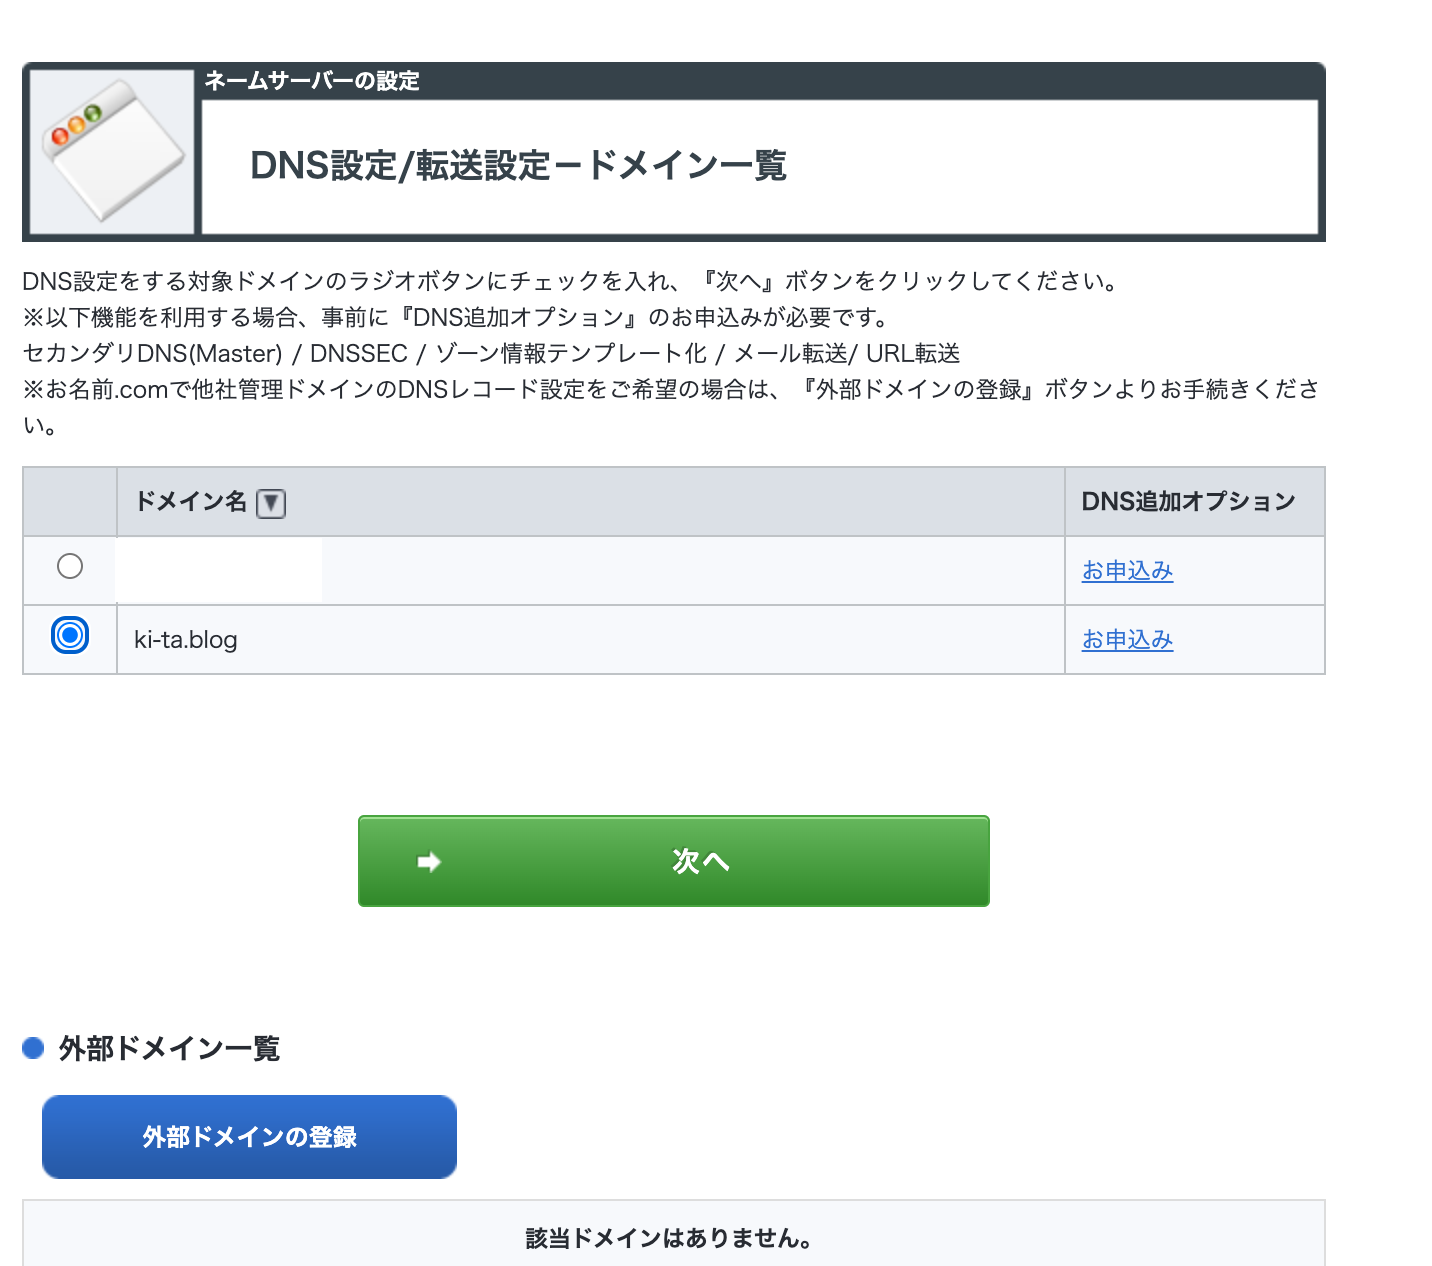 ネームサーバーの設定
DNS設定/転送設定－ドメイン一覧
DNS設定をする対象ドメインのラジオボタンにチェックを入れ、『次へ』ボタンをクリックしてください。
※以下機能を利用する場合、事前に『DNS追加オプション』のお申込みが必要です。
セカンダリDNS(Master) / DNSSEC / ゾーン情報テンプレート化 / メール転送/ URL転送
※お名前.comで他社管理ドメインのDNSレコード設定をご希望の場合は、『外部ドメインの登録』ボタンよりお手続きくださ
い。
ドメイン名 ▼ DNS追加オプション
お申込み
ki-ta.blog お申込み
次へ
外部ドメイン一覧
外部ドメインの登録
該当ドメインはありません。